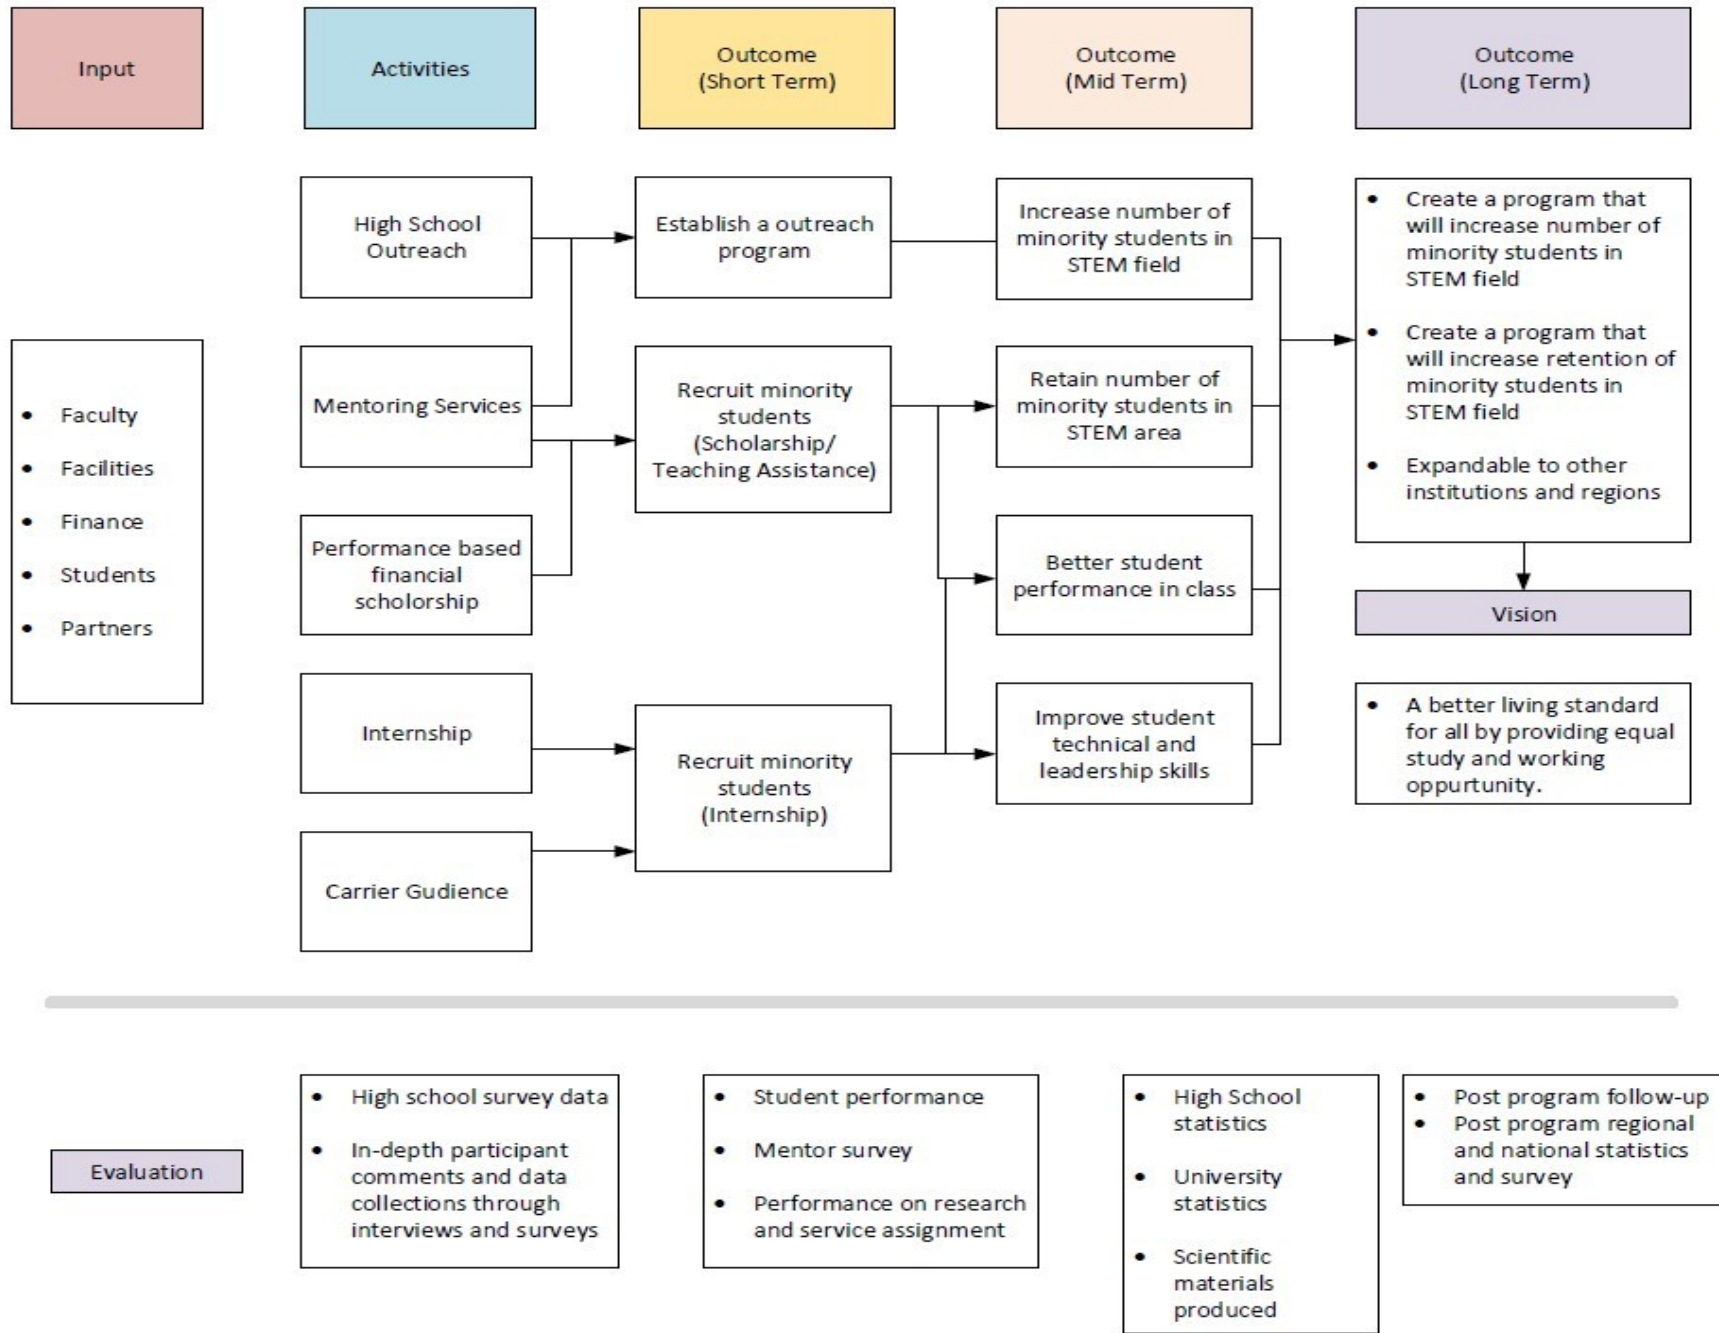 Input
Activities
Outcome
(Short Term)
Outcome
(Mid Term)
Outcome
(Long Term)
• Faculty
• Facilities
• Finance
• Students
• Partners
High School
Outreach
Mentoring Services
Performance based
financial
scholorship
Internship
Carrier Gudience
Establish a outreach
program
Recruit minority
students
(Scholarship/
Teaching Assistance)
Recruit minority
students
(Internship)
Increase number of
minority students in
STEM field
Retain number of
minority students in
STEM area
Better student
performance in class
Improve student
technical and
leadership skills
• Create a program that
will increase number of
minority students in
STEM field
• Create a program that
will increase retention of
minority students in
STEM field
• Expandable to other
institutions and regions
Vision
• A better living standard
for all by providing equal
study and working
oppurtunity.
Evaluation
• High school survey data
• In-depth participant
comments and data
collections through
interviews and surveys
• Student performance
• Mentor survey
• Performance on research
and service assignment
• High School
statistics
• University
statistics
• Scientific
materials
produced
• Post program follow-up
• Post program regional
and national statistics
and survey